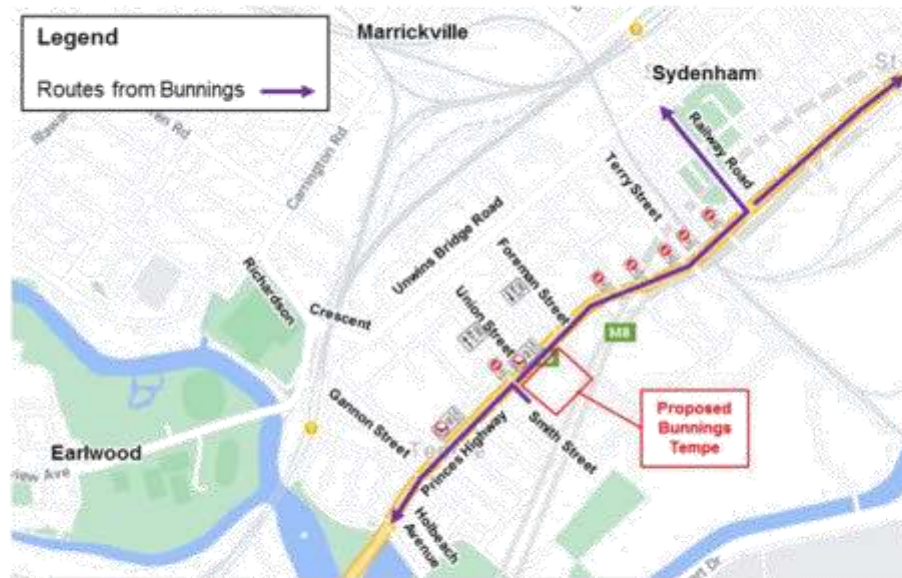 Legend
Routes from Bunnings
Marrickville
Sydenham
St
Carrington Rd
Railway Road
Terry Street
Unwins Bridge Road
Foreman Street
Union Street
Richardson
Crescent
M8
Gannon Street
Princes Highway
Smith Street
Proposed
Bunnings
Tempe
Earlwood
Holbeach
Avenue